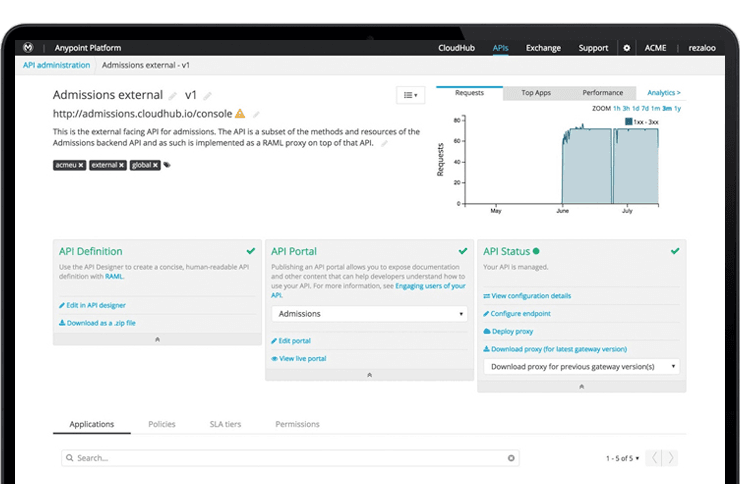 Anypoint Platform CloudHub APIs Exchange Support ACME rezaloo
API administration Admissions external - v1
Admissions external v1
http://admissions.cloudhub.io/console
This is the external facing API for admissions. The API is a subset of the methods and resources of the
Admissions backend API and as such is implemented as a RAML proxy on top of that API.
acmeu × external × global ×
Requests Top Apps Performance Analytics >
ZOOM 1h 3h 1d 7d 1m 3m 1y
1xx - 3xx
Requests
80
60
40
20
0
May June July
API Definition
Use the API Designer to create a concise, human-readable API
definition with RAML.
Edit in API designer
Download as a .zip file
API Portal
Publishing an API portal allows you to expose documentation
and other content that can help developers understand how to
use your API. For more information, see Engaging users of your
API.
Admissions
Edit portal
View live portal
API Status
Your API is managed.
View configuration details
Configure endpoint
Deploy proxy
Download proxy (for latest gateway version)
Download proxy for previous gateway version(s)
Applications Policies SLA tiers Permissions
Search...
1 - 5 of 5